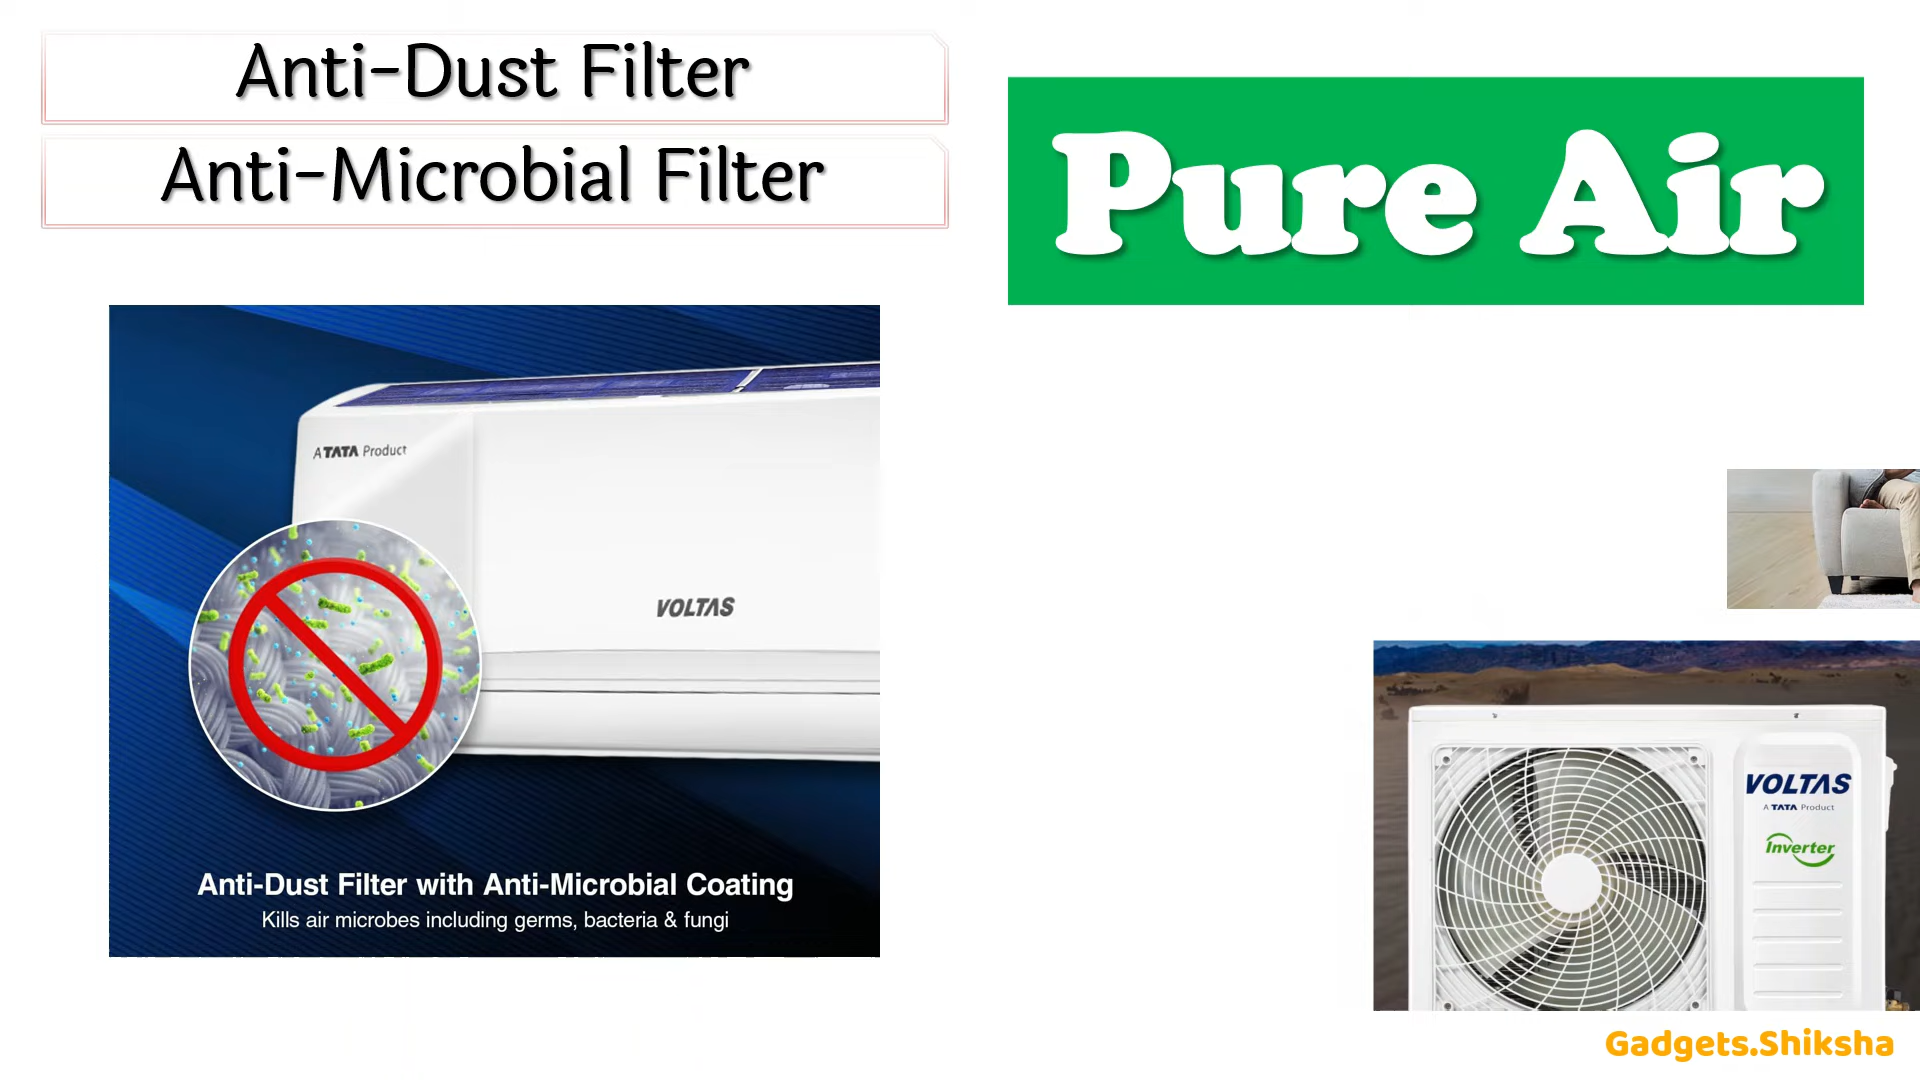 Anti-Dust Filter
Anti-Microbial Filter
Pure Air
A TATA Product
VOLTAS
Anti-Dust Filter with Anti-Microbial Coating
Kills air microbes including germs, bacteria & fungi
VOLTAS
A TATA Product
Inverter
Gadgets.Shiksha